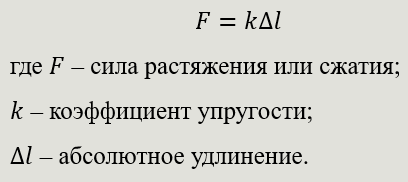 F = kΔl
где F – сила растяжения или сжатия;
k – коэффициент упругости;
Δl – абсолютное удлинение.